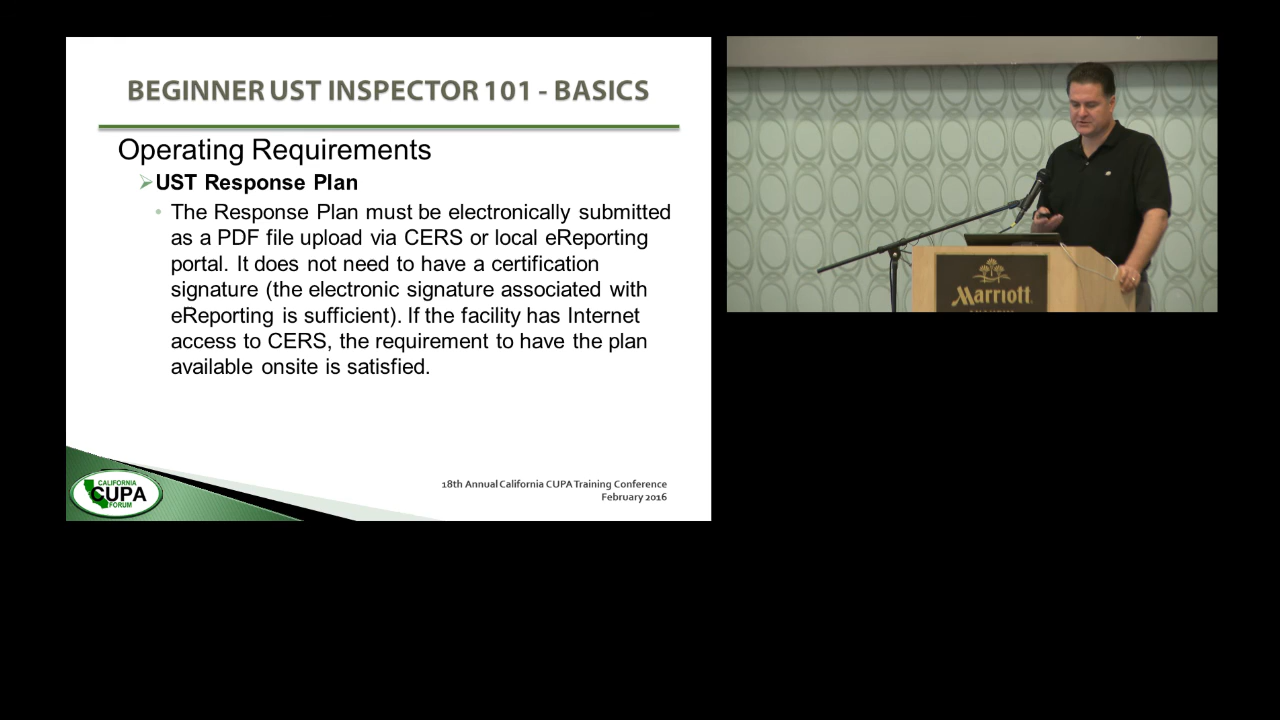 BEGINNER UST INSPECTOR 101 - BASICS
Operating Requirements
UST Response Plan
The Response Plan must be electronically submitted
as a PDF file upload via CERS or local eReporting
portal. It does not need to have a certification
signature (the electronic signature associated with
eReporting is sufficient). If the facility has Internet
access to CERS, the requirement to have the plan
available onsite is satisfied.
CALIFORNIA
CUPA
FORUM
18th Annual California CUPA Training Conference
February 2016
Marriott